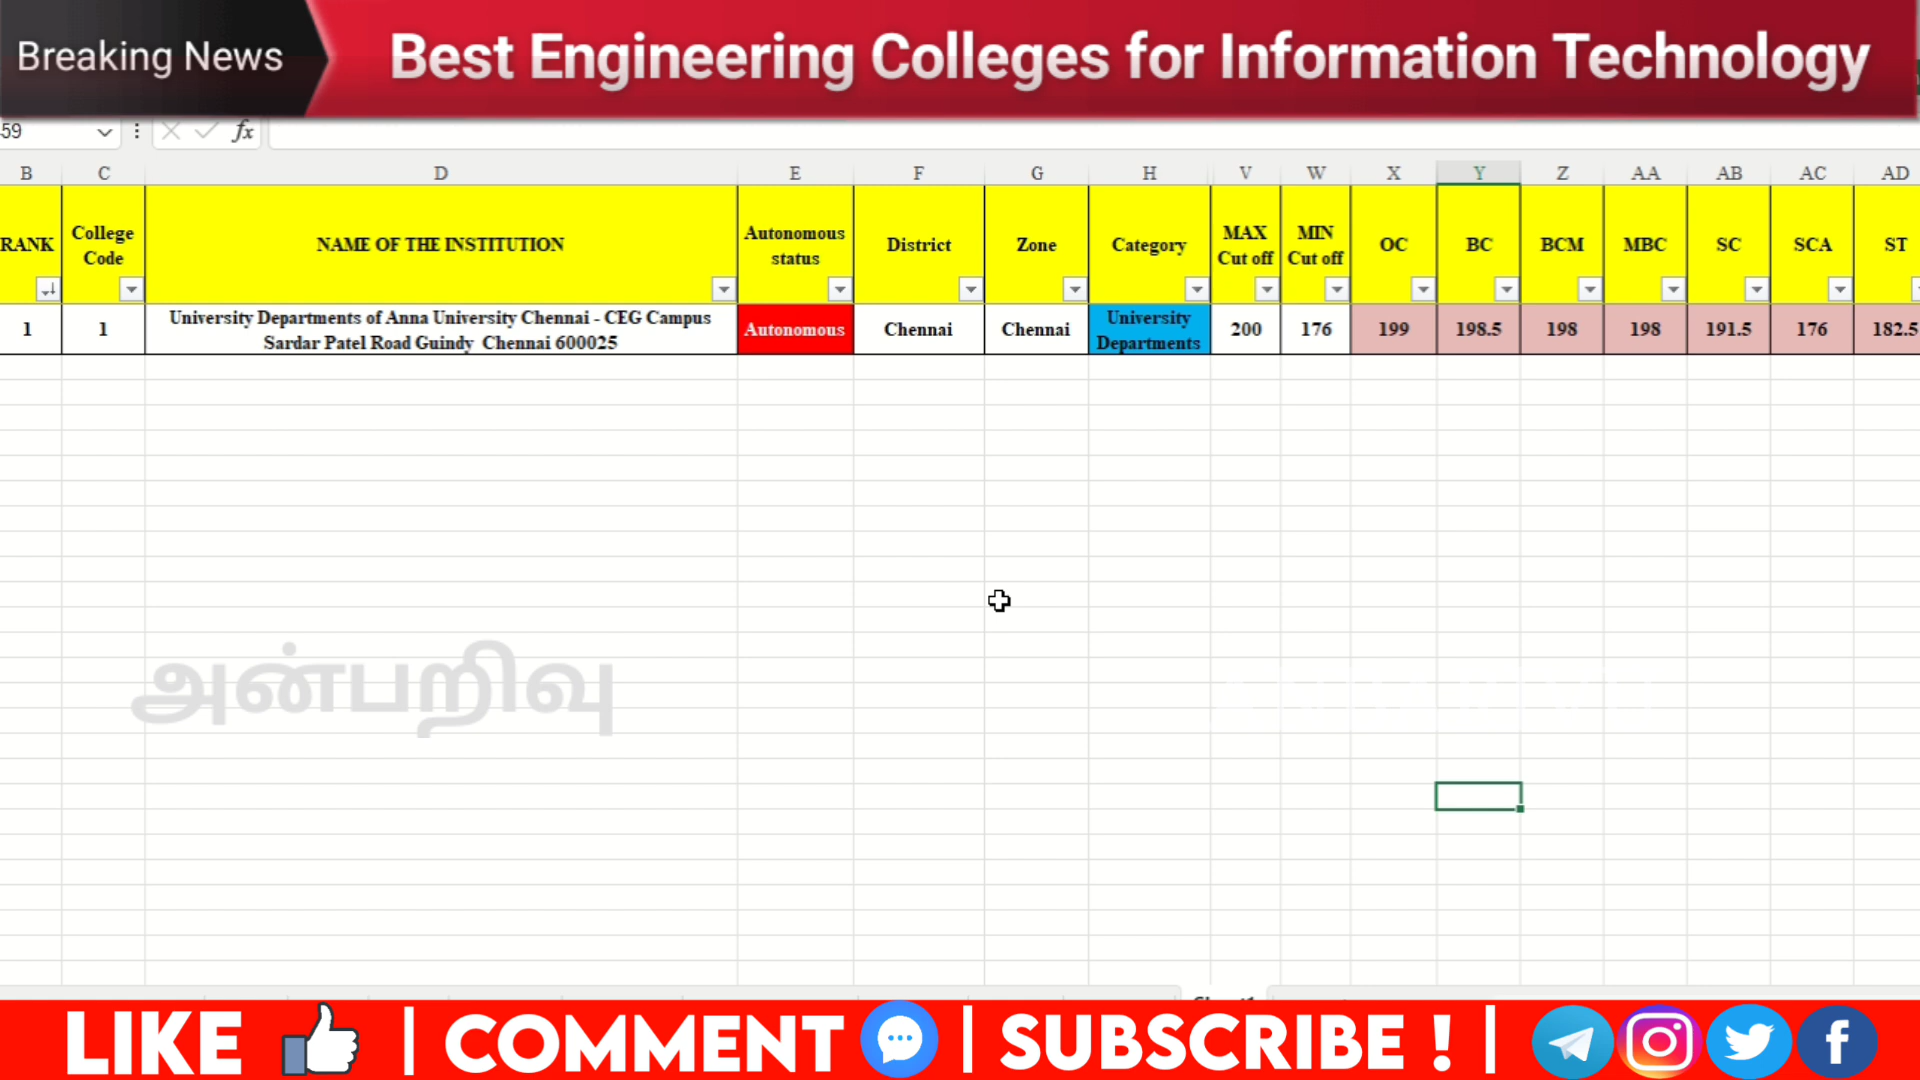 Breaking News
Best Engineering Colleges for Information Technology
59
fx
B C D E F G H V W X Y Z AA AB AC AD
RANK
College Code
NAME OF THE INSTITUTION
Autonomous status
District
Zone
Category
MAX Cut off
MIN Cut off
OC
BC
BCM
MBC
SC
SCA
ST
1
1
University Departments of Anna University Chennai - CEG Campus
Sardar Patel Road Guindy Chennai 600025
Autonomous
Chennai
Chennai
University
Departments
200
176
199
198.5
198
198
191.5
176
182.5
அன்பறிவு
LIKE | COMMENT | SUBSCRIBE ! |